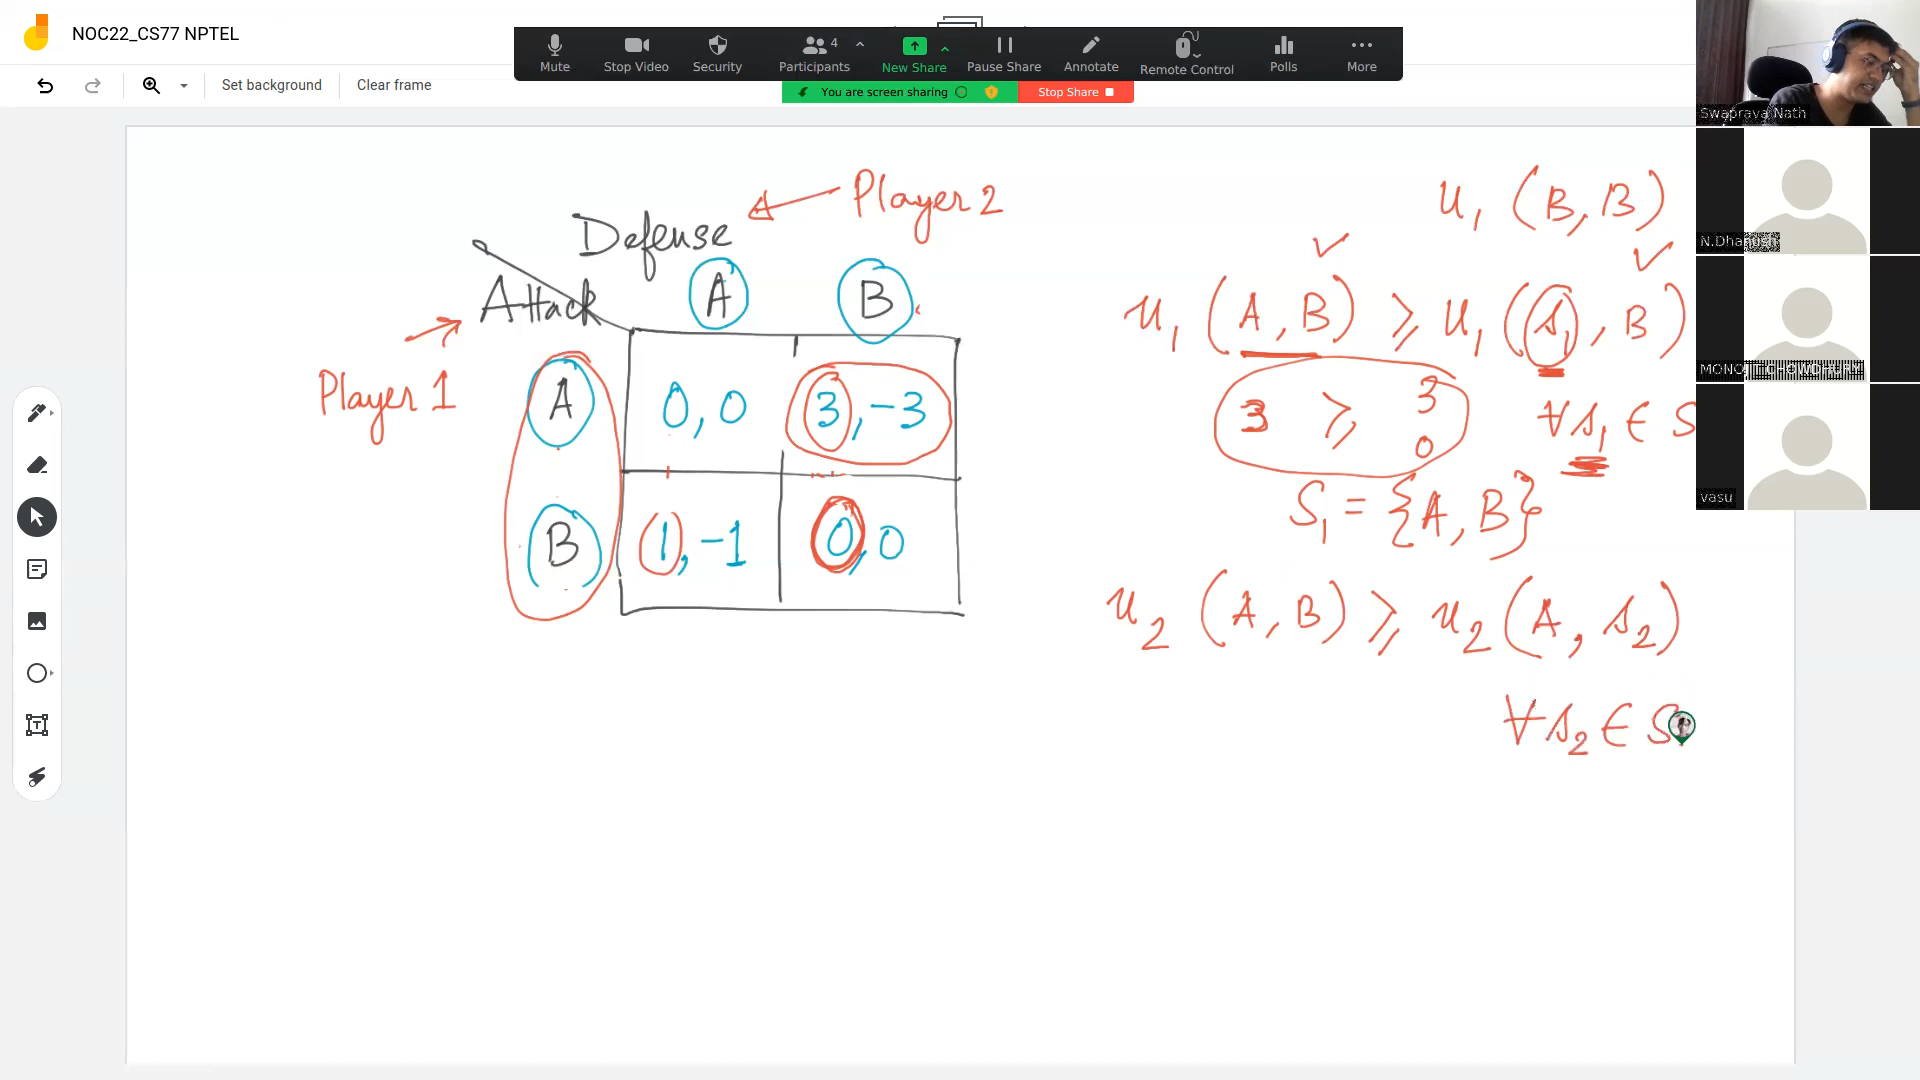 NOC22_CS77 NPTEL
Mute
Stop Video
Security
4
Participants
New Share
Pause Share
Annotate
Remote Control
Polls
More
You are screen sharing
Stop Share
Set background
Clear frame
Swaprava Nath
N.Dhanush
MONOJIT CHOWDHURY
vasu
Player 2
Defense
Attack
A B
Player 1
A 0, 0 3, -3
B 1, -1 0, 0
u₁ (B, B)
u₁ (A, B) ⩾ u₁ (s₁, B)
3 ⩾ 3
0
∀ s₁ ∈ S
S₁ = {A, B}
u₂ (A, B) ⩾ u₂ (A, s₂)
∀ s₂ ∈ S